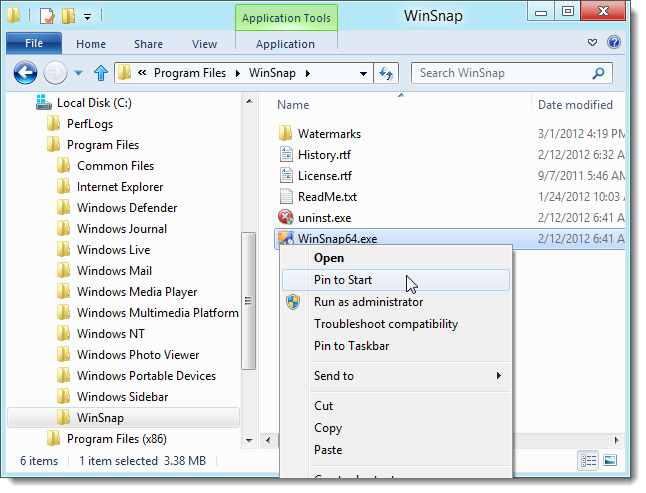 Application Tools
WinSnap
File
Home
Share
View
Application
« Program Files
WinSnap
Search WinSnap
Local Disk (C:)
PerfLogs
Program Files
Common Files
Internet Explorer
Windows Defender
Windows Journal
Windows Live
Windows Mail
Windows Media Player
Windows Multimedia Platform
Windows NT
Windows Photo Viewer
Windows Portable Devices
Windows Sidebar
WinSnap
Program Files (x86)
Name
Date modified
Watermarks
3/1/2012 4:19 PM
History.rtf
2/12/2012 6:32 A
License.rtf
9/7/2011 5:46 AM
ReadMe.txt
1/24/2012 10:03
uninst.exe
2/12/2012 6:41 A
WinSnap64.exe
2/12/2012 6:41 A
Open
Pin to Start
Run as administrator
Troubleshoot compatibility
Pin to Taskbar
Send to
Cut
Copy
Paste
6 items
1 item selected 3.38 MB